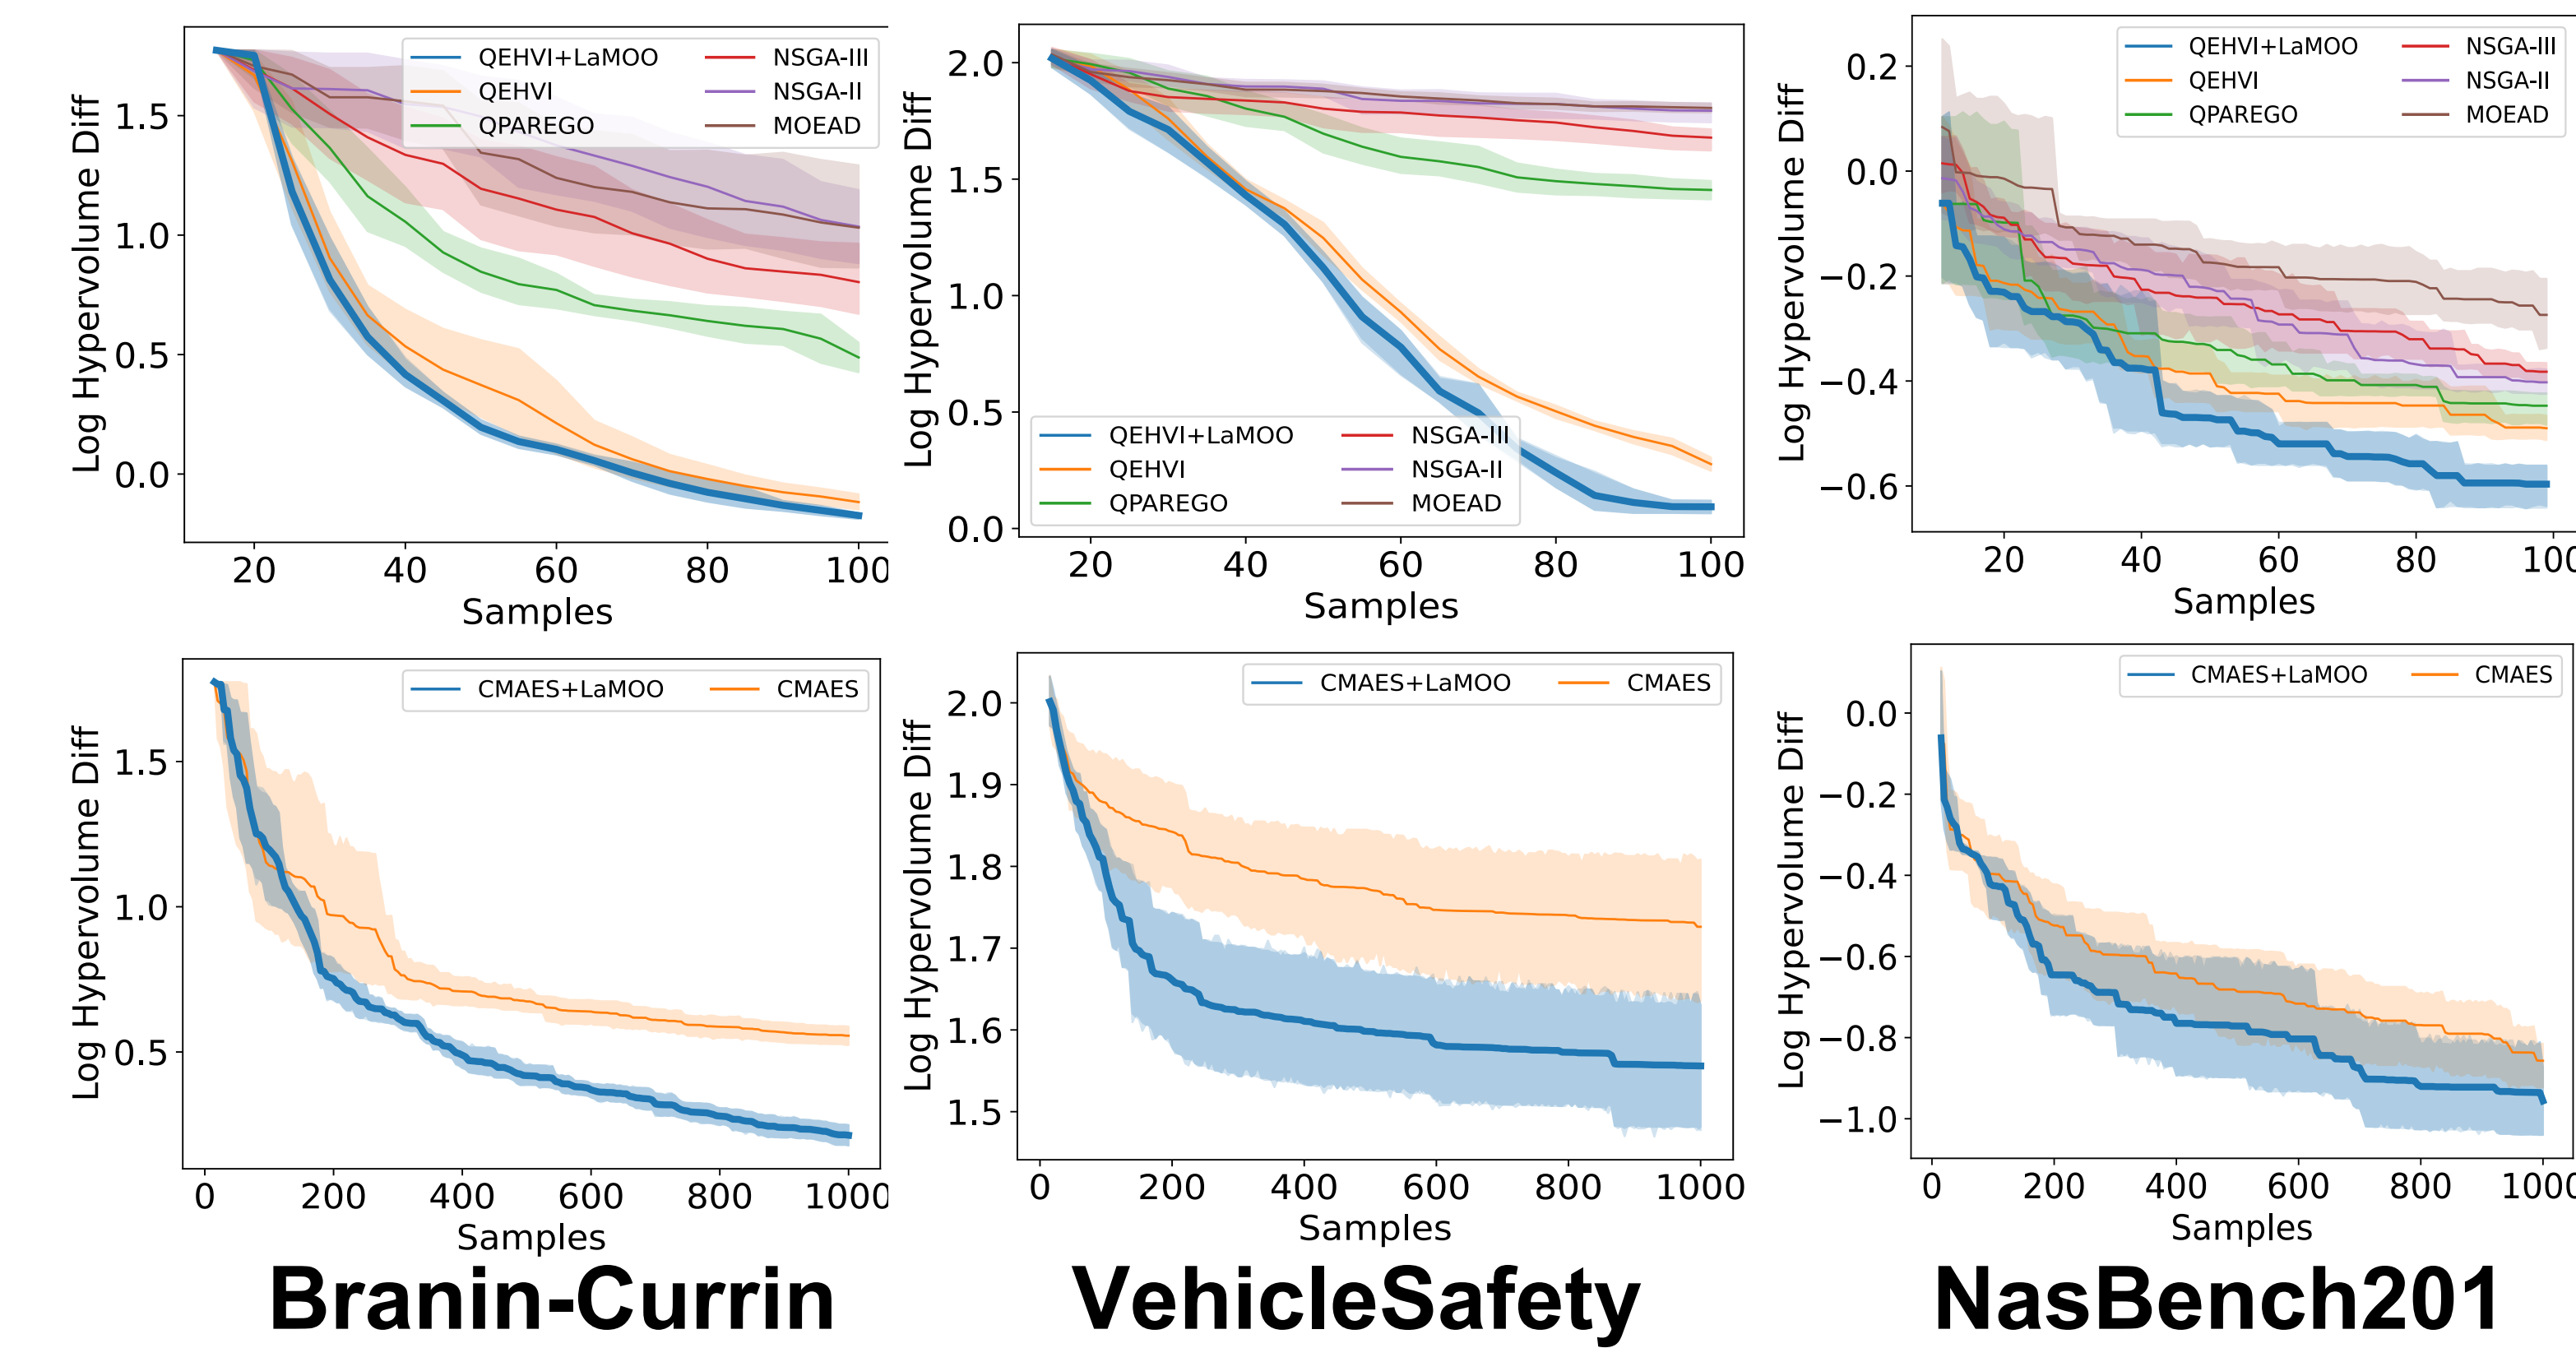 Log Hypervolume Diff
1.5
1.0
0.5
0.0
QEHVI+LaMOO NSGA-III
QEHVI NSGA-II
QPAREGO MOEAD
20 40 60 80 100
Samples
Log Hypervolume Diff
2.0
1.5
1.0
0.5
0.0
QEHVI+LaMOO NSGA-III
QEHVI NSGA-II
QPAREGO MOEAD
20 40 60 80 100
Samples
Log Hypervolume Diff
0.2
0.0
−0.2
−0.4
−0.6
QEHVI+LaMOO NSGA-III
QEHVI NSGA-II
QPAREGO MOEAD
20 40 60 80 100
Samples
Log Hypervolume Diff
1.5
1.0
0.5
CMAES+LaMOO CMAES
0 200 400 600 800 1000
Samples
Log Hypervolume Diff
2.0
1.9
1.8
1.7
1.6
1.5
CMAES+LaMOO CMAES
0 200 400 600 800 1000
Samples
Log Hypervolume Diff
0.0
−0.2
−0.4
−0.6
−0.8
−1.0
CMAES+LaMOO CMAES
0 200 400 600 800 1000
Samples
Branin-Currin VehicleSafety NasBench201